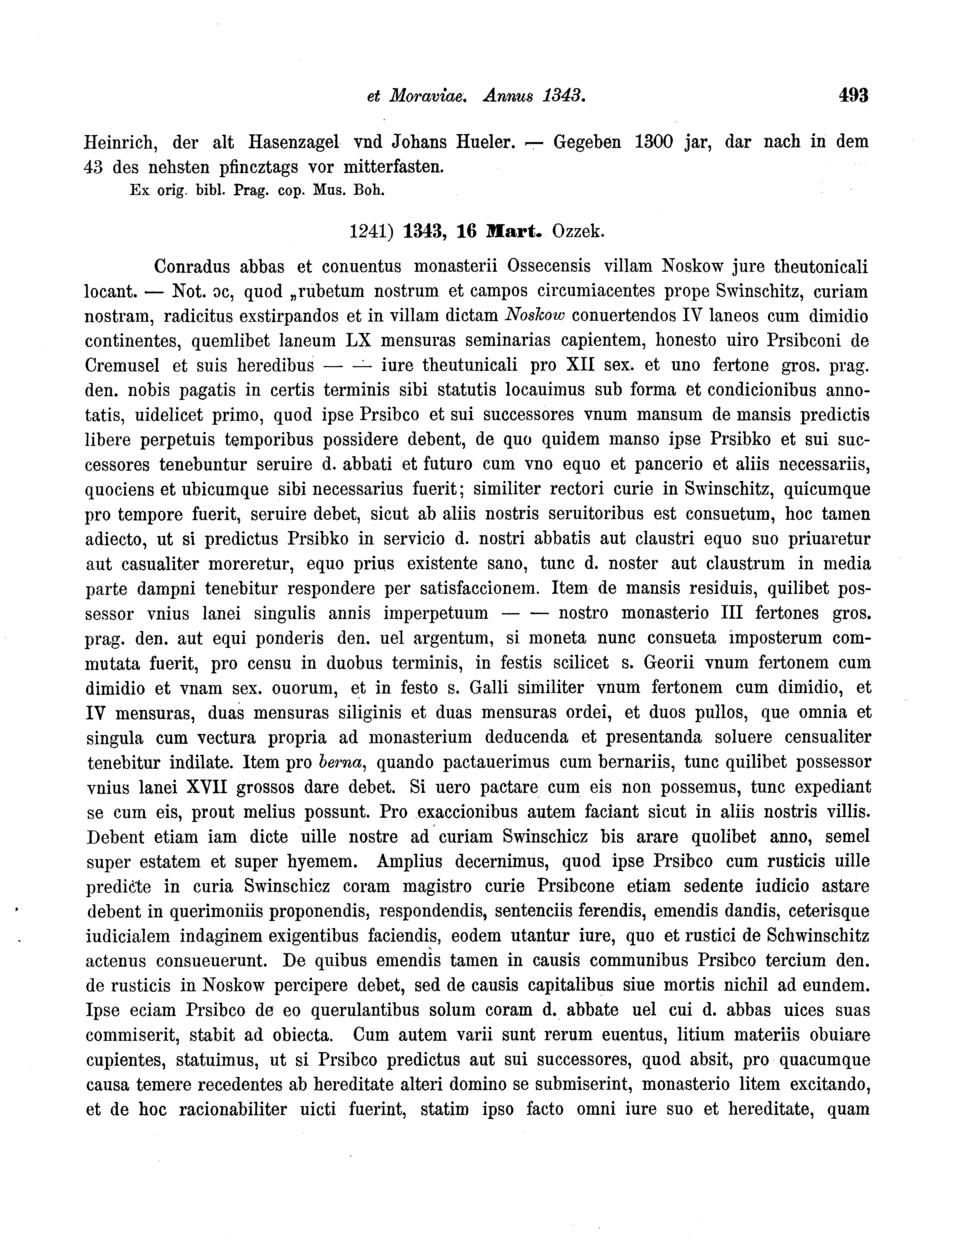 et Moraviae. Annus 1343. 493
Heinrich, der alt Hasenzagel vnd Johans Hueler. — Gegeben 1300 jar, dar nach in dem
43 des nehsten pfincztags vor mitterfasten.
Ex orig. bibl. Prag. cop. Mus. Boh.
1241) 1343, 16 Mart. Ozzek.
Conradus abbas et conuentus monasterii Ossecensis villam Noskow jure theutonicali
locant. — Not. ɔc, quod „rubetum nostrum et campos circumiacentes prope Swinschitz, curiam
nostram, radicitus exstirpandos et in villam dictam Noskow conuertendos IV laneos cum dimidio
continentes, quemlibet laneum LX mensuras seminarias capientem, honesto uiro Prsibconi de
Cremusel et suis heredibus — — iure theutunicali pro XII sex. et uno fertone gros. prag.
den. nobis pagatis in certis terminis sibi statutis locauimus sub forma et condicionibus anno-
tatis, uidelicet primo, quod ipse Prsibco et sui successores vnum mansum de mansis predictis
libere perpetuis temporibus possidere debent, de quo quidem manso ipse Prsibko et sui suc-
cessores tenebuntur seruire d. abbati et futuro cum vno equo et pancerio et aliis necessariis,
quociens et ubicumque sibi necessarius fuerit; similiter rectori curie in Swinschitz, quicumque
pro tempore fuerit, seruire debet, sicut ab aliis nostris seruitoribus est consuetum, hoc tamen
adiecto, ut si predictus Prsibko in servicio d. nostri abbatis aut claustri equo suo priuaretur
aut casualiter moreretur, equo prius existente sano, tunc d. noster aut claustrum in media
parte dampni tenebitur respondere per satisfaccionem. Item de mansis residuis, quilibet pos-
sessor vnius lanei singulis annis imperpetuum — — nostro monasterio III fertones gros.
prag. den. aut equi ponderis den. uel argentum, si moneta nunc consueta imposterum com-
mutata fuerit, pro censu in duobus terminis, in festis scilicet s. Georii vnum fertonem cum
dimidio et vnam sex. ouorum, et in festo s. Galli similiter vnum fertonem cum dimidio, et
IV mensuras, duas mensuras siliginis et duas mensuras ordei, et duos pullos, que omnia et
singula cum vectura propria ad monasterium deducenda et presentanda soluere censualiter
tenebitur indilate. Item pro berna, quando pactauerimus cum bernariis, tunc quilibet possessor
vnius lanei XVII grossos dare debet. Si uero pactare cum eis non possemus, tunc expediant
se cum eis, prout melius possunt. Pro exaccionibus autem faciant sicut in aliis nostris villis.
Debent etiam iam dicte uille nostre ad curiam Swinschicz bis arare quolibet anno, semel
super estatem et super hyemem. Amplius decernimus, quod ipse Prsibco cum rusticis uille
predicte in curia Swinschicz coram magistro curie Prsibcone etiam sedente iudicio astare
debent in querimoniis proponendis, respondendis, sentenciis ferendis, emendis dandis, ceterisque
iudicialem indaginem exigentibus faciendis, eodem utantur iure, quo et rustici de Schwinschitz
actenus consueuerunt. De quibus emendis tamen in causis communibus Prsibco tercium den.
de rusticis in Noskow percipere debet, sed de causis capitalibus siue mortis nichil ad eundem.
Ipse eciam Prsibco de eo querulantibus solum coram d. abbate uel cui d. abbas uices suas
commiserit, stabit ad obiecta. Cum autem varii sunt rerum euentus, litium materiis obuiare
cupientes, statuimus, ut si Prsibco predictus aut sui successores, quod absit, pro quacumque
causa temere recedentes ab hereditate alteri domino se submiserint, monasterio litem excitando,
et de hoc racionabiliter uicti fuerint, statim ipso facto omni iure suo et hereditate, quam